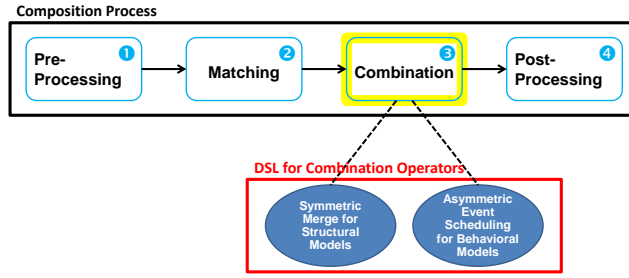 Composition Process
1
Pre-
Processing
2
Matching
3
Combination
4
Post-
Processing
DSL for Combination Operators
Symmetric
Merge for
Structural
Models
Asymmetric
Event
Scheduling
for Behavioral
Models